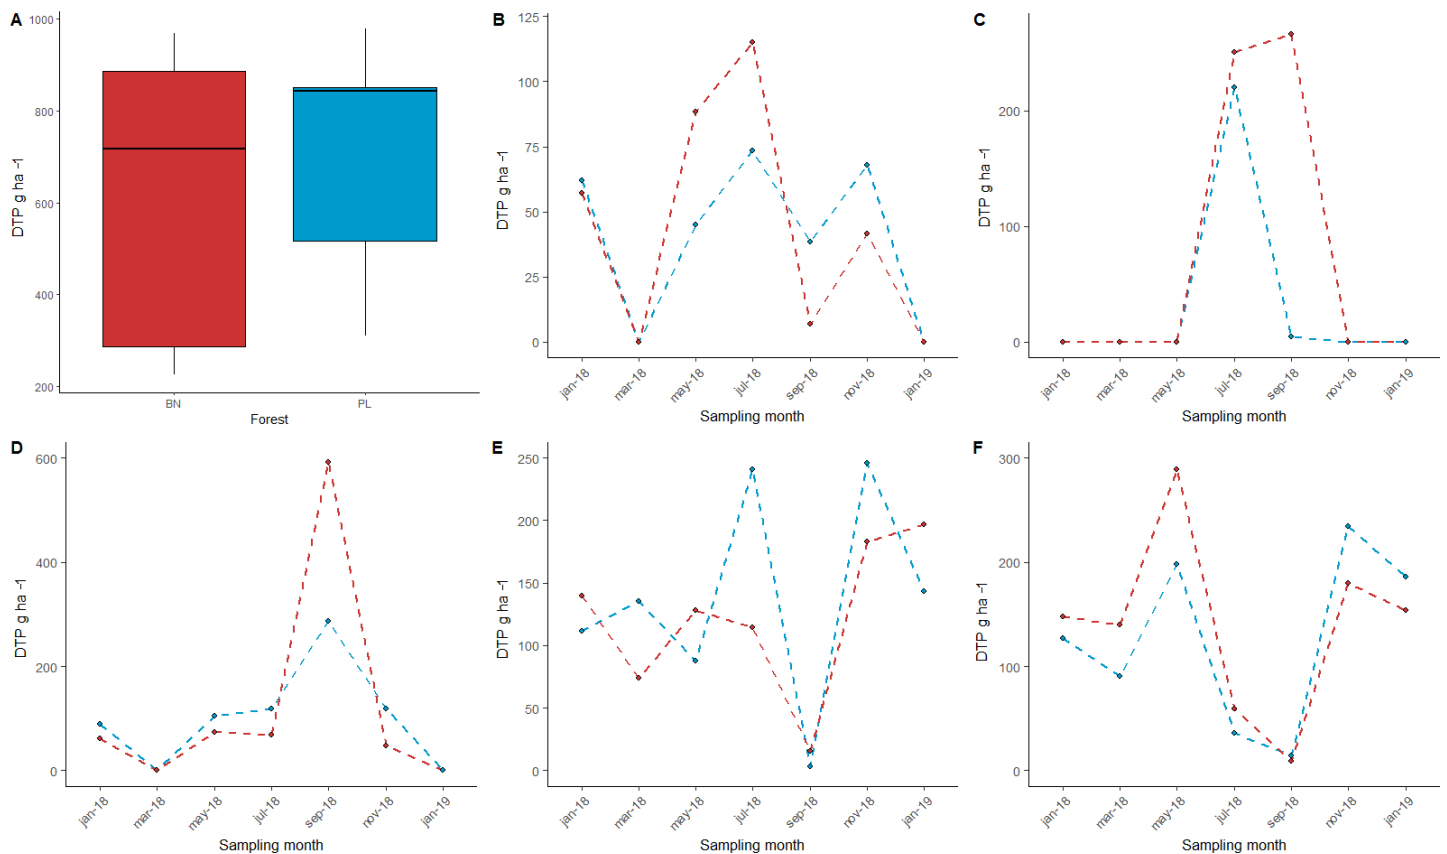 A
1000
800
600
400
200
DTP g ha -1
BN
PL
Forest
B
125
100
75
50
25
0
DTP g ha -1
jan-18
mar-18
may-18
jul-18
sep-18
nov-18
jan-19
Sampling month
C
200
100
0
DTP g ha -1
jan-18
mar-18
may-18
jul-18
sep-18
nov-18
jan-19
Sampling month
D
600
400
200
0
DTP g ha -1
jan-18
mar-18
may-18
jul-18
sep-18
nov-18
jan-19
Sampling month
E
250
200
150
100
50
0
DTP g ha -1
jan-18
mar-18
may-18
jul-18
sep-18
nov-18
jan-19
Sampling month
F
300
200
100
0
DTP g ha -1
jan-18
mar-18
may-18
jul-18
sep-18
nov-18
jan-19
Sampling month